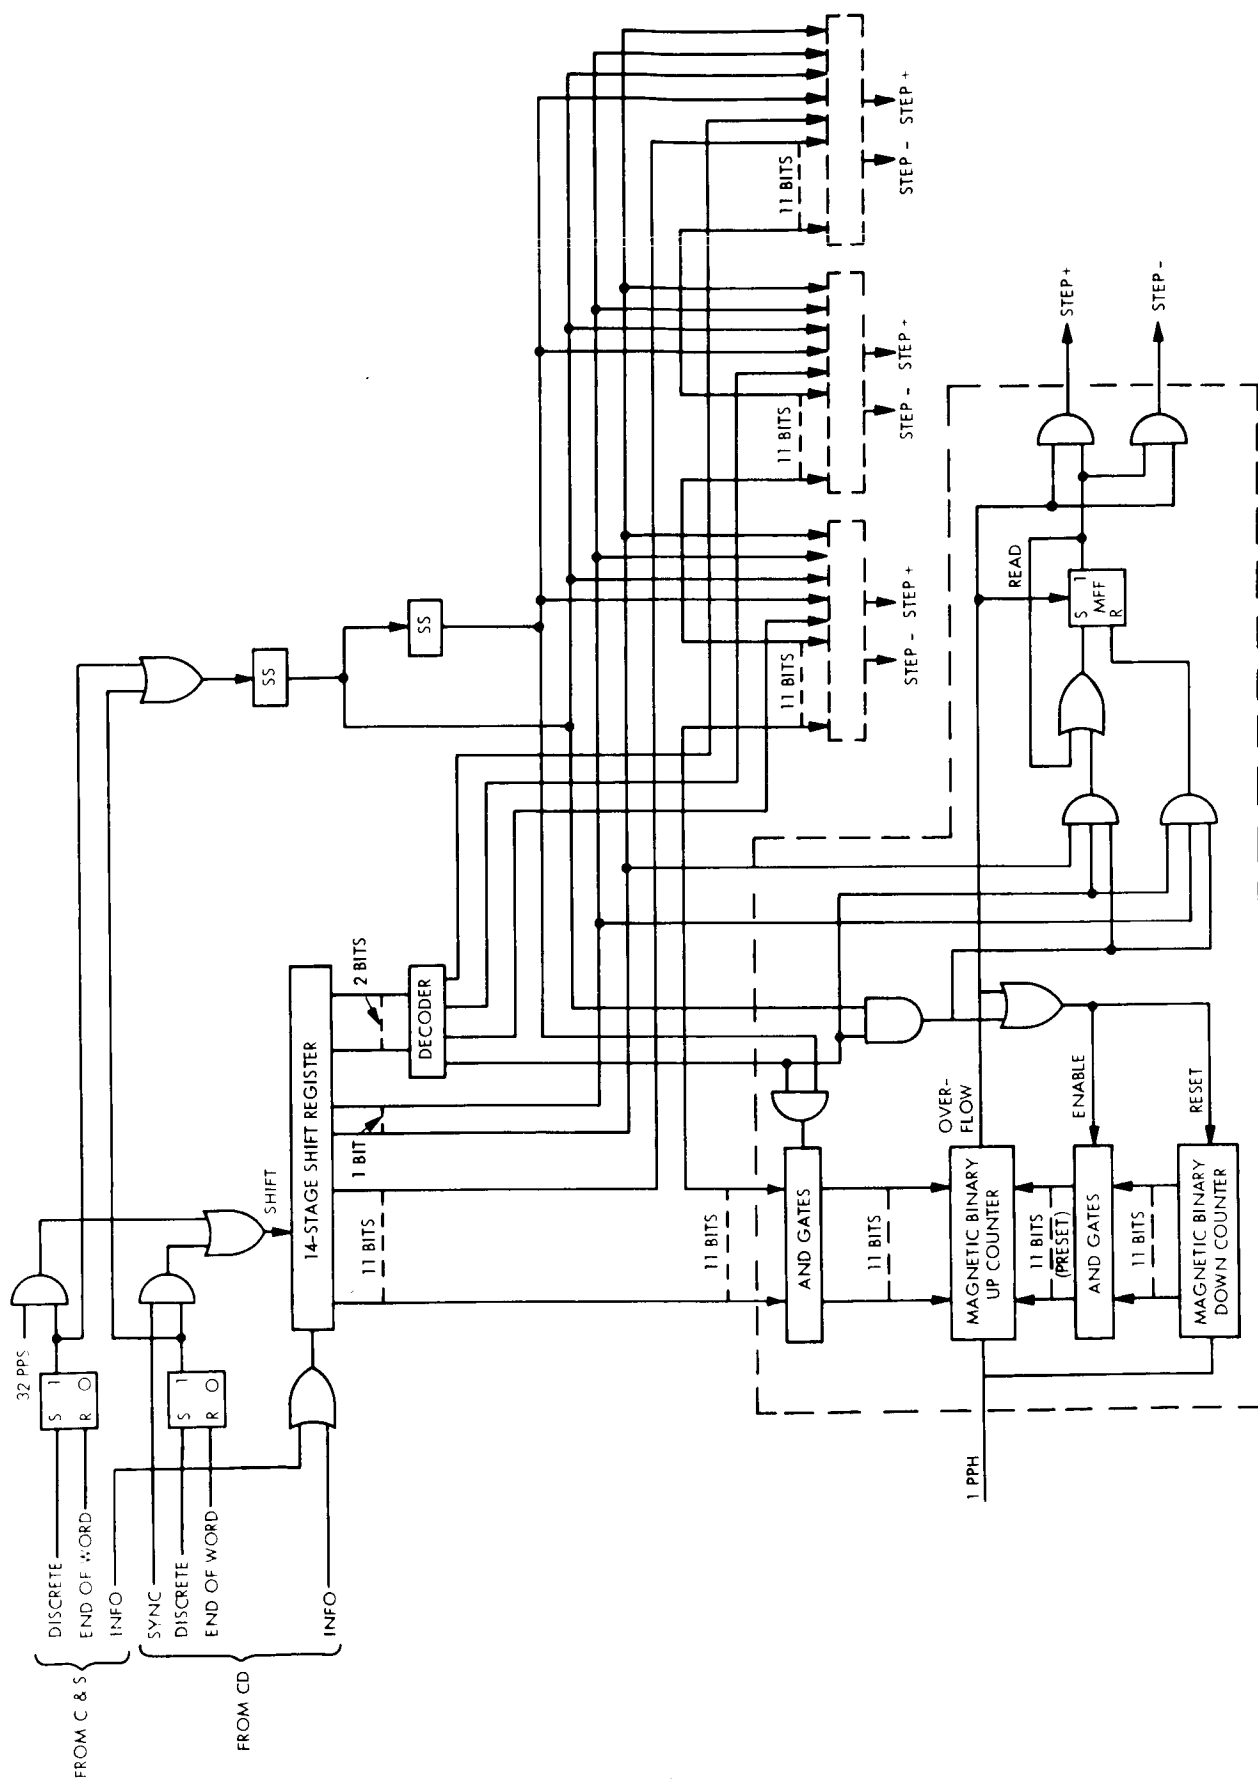 FROM C & S
DISCRETE
END OF WORD
INFO
FROM CD
SYNC
DISCRETE
END OF WORD
INFO
32 PPS
S 1
R O
S 1
R O
SHIFT
14-STAGE SHIFT REGISTER
11 BITS
1 BIT
2 BITS
DECODER
SS
SS
11 BITS
STEP -
STEP +
11 BITS
STEP -
STEP +
11 BITS
STEP -
STEP +
11 BITS
AND GATES
11 BITS
1 PPH
MAGNETIC BINARY
UP COUNTER
OVER-
FLOW
11 BITS
(PRESET)
AND GATES
ENABLE
11 BITS
MAGNETIC BINARY
DOWN COUNTER
RESET
READ
S 1
MFF
R
STEP+
STEP-